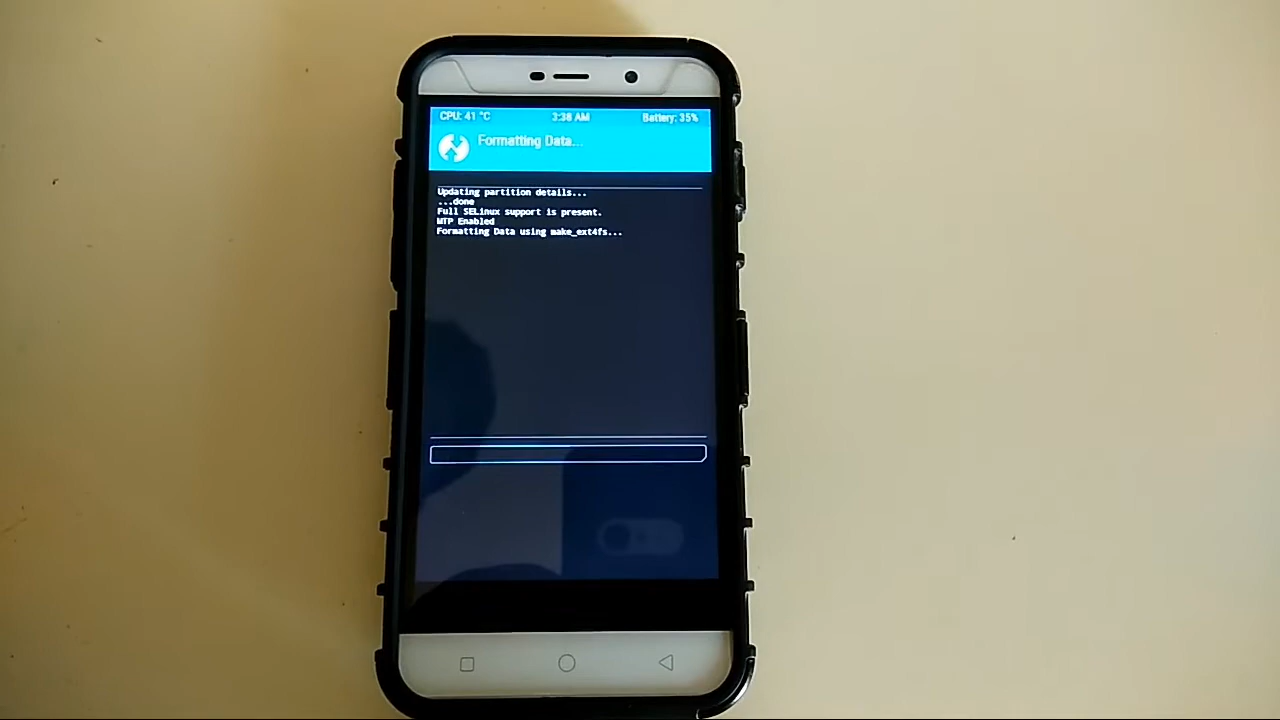 CPU: 41 °C 3:38 AM Battery: 35%
Formatting Data...
Updating partition details...
...done
Full SELinux support is present.
MTP Enabled
Formatting Data using make_ext4fs...